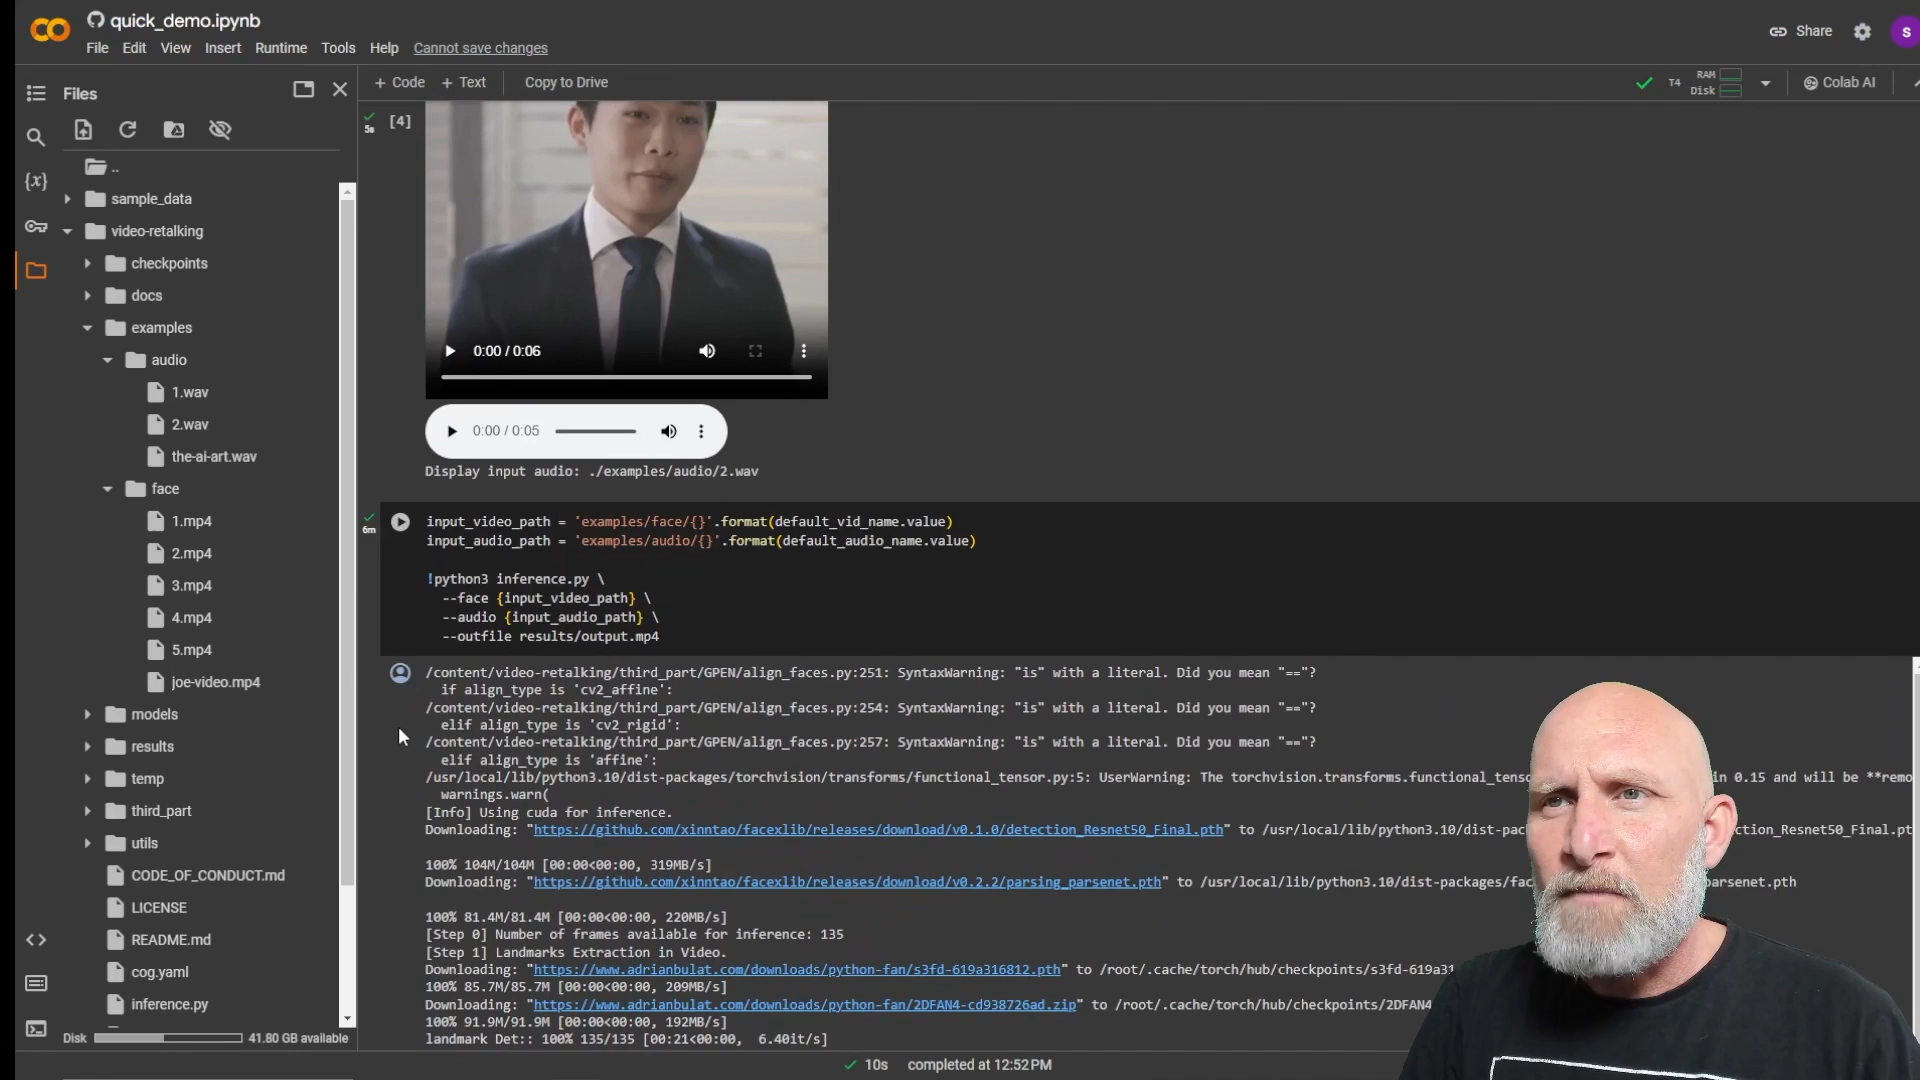 quick_demo.ipynb
File Edit View Insert Runtime Tools Help Cannot save changes
Share
S
Files
+ Code + Text Copy to Drive
T4 RAM Disk
Colab AI
..
sample_data
video-retalking
checkpoints
docs
examples
audio
1.wav
2.wav
the-ai-art.wav
face
1.mp4
2.mp4
3.mp4
4.mp4
5.mp4
joe-video.mp4
models
results
temp
third_part
utils
CODE_OF_CONDUCT.md
LICENSE
README.md
cog.yaml
inference.py
Disk 41.80 GB available
{x}
5s [4]
0:00 / 0:06
0:00 / 0:05
Display input audio: ./examples/audio/2.wav
6m
input_video_path = 'examples/face/{}'.format(default_vid_name.value)
input_audio_path = 'examples/audio/{}'.format(default_audio_name.value)
!python3 inference.py \
--face {input_video_path} \
--audio {input_audio_path} \
--outfile results/output.mp4
/content/video-retalking/third_part/GPEN/align_faces.py:251: SyntaxWarning: "is" with a literal. Did you mean "=="?
if align_type is 'cv2_affine':
/content/video-retalking/third_part/GPEN/align_faces.py:254: SyntaxWarning: "is" with a literal. Did you mean "=="?
elif align_type is 'cv2_rigid':
/content/video-retalking/third_part/GPEN/align_faces.py:257: SyntaxWarning: "is" with a literal. Did you mean "=="?
elif align_type is 'affine':
/usr/local/lib/python3.10/dist-packages/torchvision/transforms/functional_tensor.py:5: UserWarning: The torchvision.transforms.functional_tenso in 0.15 and will be **remo
warnings.warn(
[Info] Using cuda for inference.
Downloading: "https://github.com/xinntao/facexlib/releases/download/v0.1.0/detection_Resnet50_Final.pth" to /usr/local/lib/python3.10/dist-pac ction_Resnet50_Final.pt
100% 104M/104M [00:00<00:00, 319MB/s]
Downloading: "https://github.com/xinntao/facexlib/releases/download/v0.2.2/parsing_parsenet.pth" to /usr/local/lib/python3.10/dist-packages/fac arsenet.pth
100% 81.4M/81.4M [00:00<00:00, 220MB/s]
[Step 0] Number of frames available for inference: 135
[Step 1] Landmarks Extraction in Video.
Downloading: "https://www.adrianbulat.com/downloads/python-fan/s3fd-619a316812.pth" to /root/.cache/torch/hub/checkpoints/s3fd-619a31
100% 85.7M/85.7M [00:00<00:00, 209MB/s]
Downloading: "https://www.adrianbulat.com/downloads/python-fan/2DFAN4-cd938726ad.zip" to /root/.cache/torch/hub/checkpoints/2DFAN4
100% 91.9M/91.9M [00:00<00:00, 192MB/s]
landmark Det:: 100% 135/135 [00:21<00:00, 6.40it/s]
10s completed at 12:52 PM